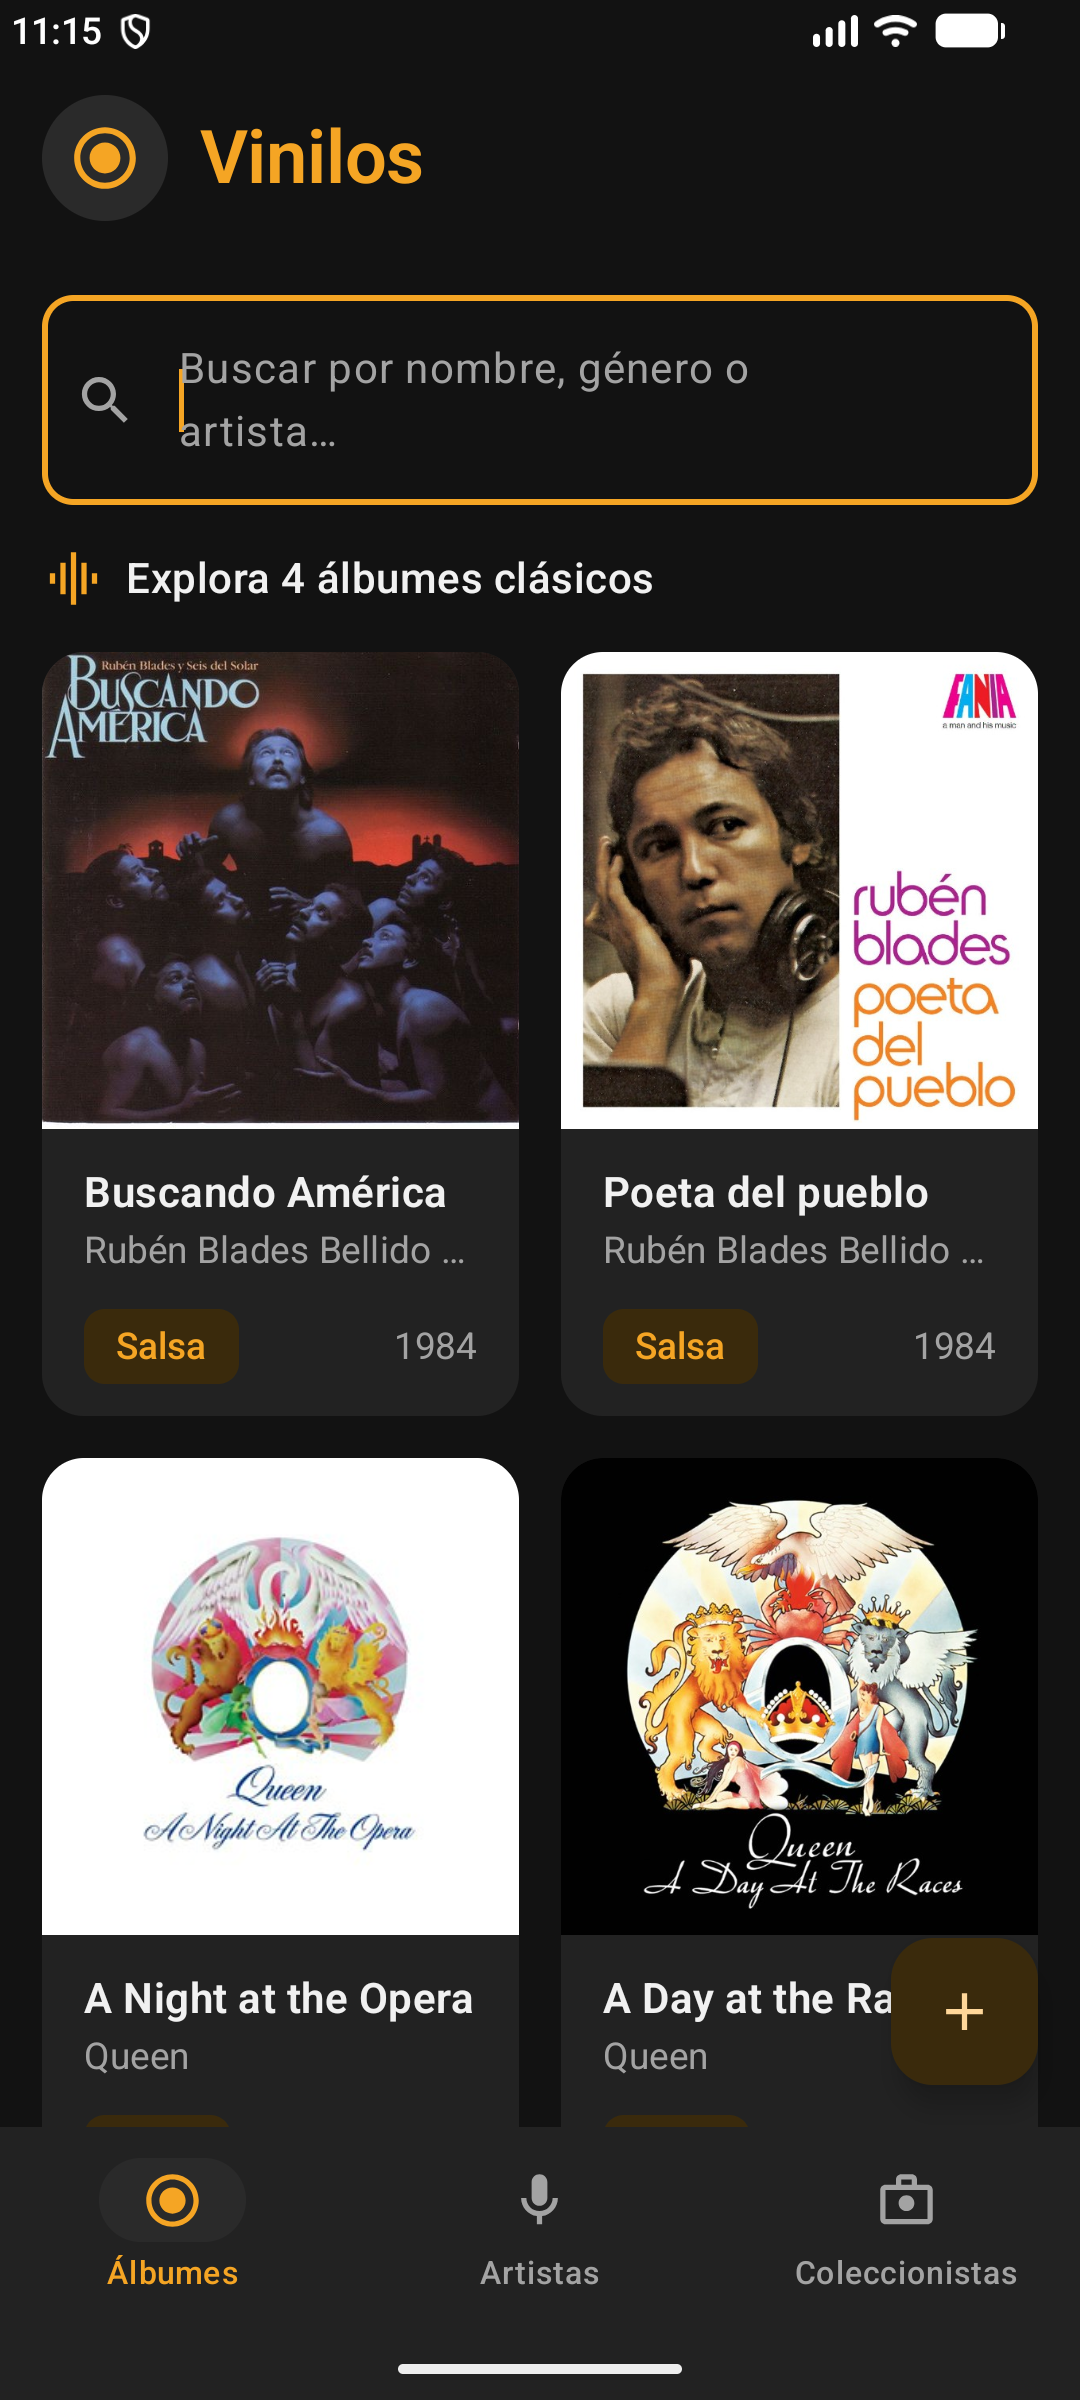 11:15
Vinilos
Buscar por nombre, género o
artista…
Explora 4 álbumes clásicos
Rubén Blades y Seis del Solar
BUSCANDO
AMÉRICA
FANIA
a man and his music
rubén
blades
poeta
del
pueblo
Buscando América
Rubén Blades Bellido …
Salsa
1984
Poeta del pueblo
Rubén Blades Bellido …
Salsa
1984
Queen
A Night At The Opera
Queen
A Day At The Races
A Night at the Opera
Queen
A Day at the Ra
Queen
Álbumes
Artistas
Coleccionistas